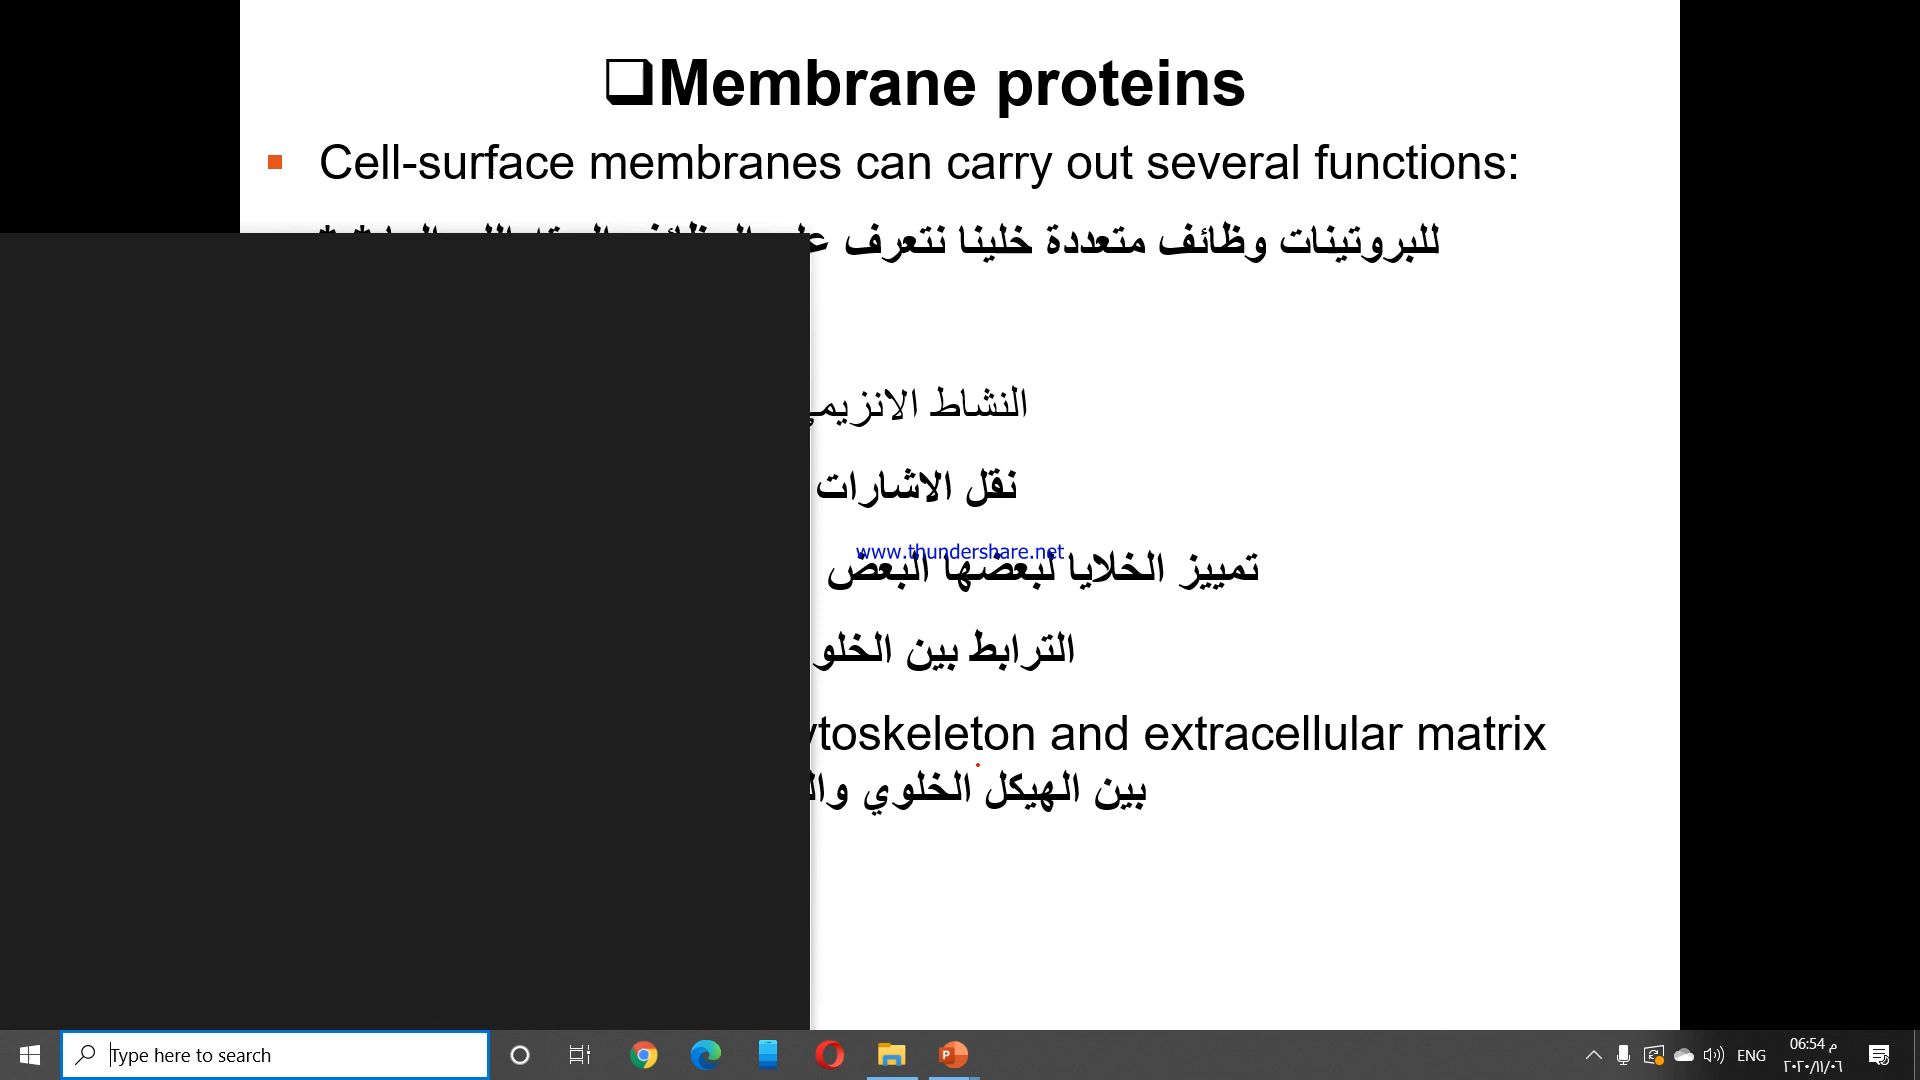 ❑Membrane proteins
▪ Cell-surface membranes can carry out several functions:
للبروتينات وظائف متعددة خلينا نتعرف
النشاط الانزيمي
نقل الاشارات
www.thundershare.net
تمييز الخلايا لبعضها البعض
الترابط بين الخلو
ytoskeleton and extracellular matrix
بين الهيكل الخلوي
Type here to search
ENG
06:54 م
٢٠٢٠/١١/٠٦